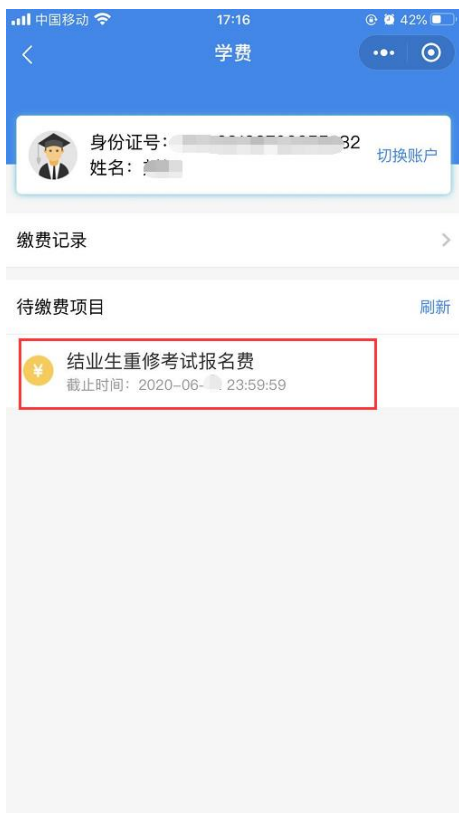 中国移动 17:16 42%
学费
身份证号： 32
姓名：
切换账户
缴费记录
待缴费项目 刷新
¥ 结业生重修考试报名费
截止时间：2020-06- 23:59:59